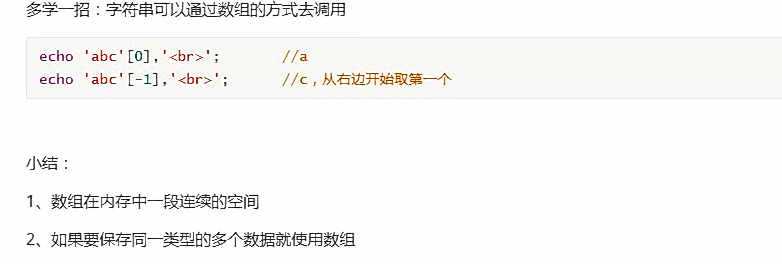 多学一招：字符串可以通过数组的方式去调用
echo 'abc'[0],'<br>'; //a
echo 'abc'[-1],'<br>'; //c，从右边开始取第一个
小结：
1、数组在内存中一段连续的空间
2、如果要保存同一类型的多个数据就使用数组